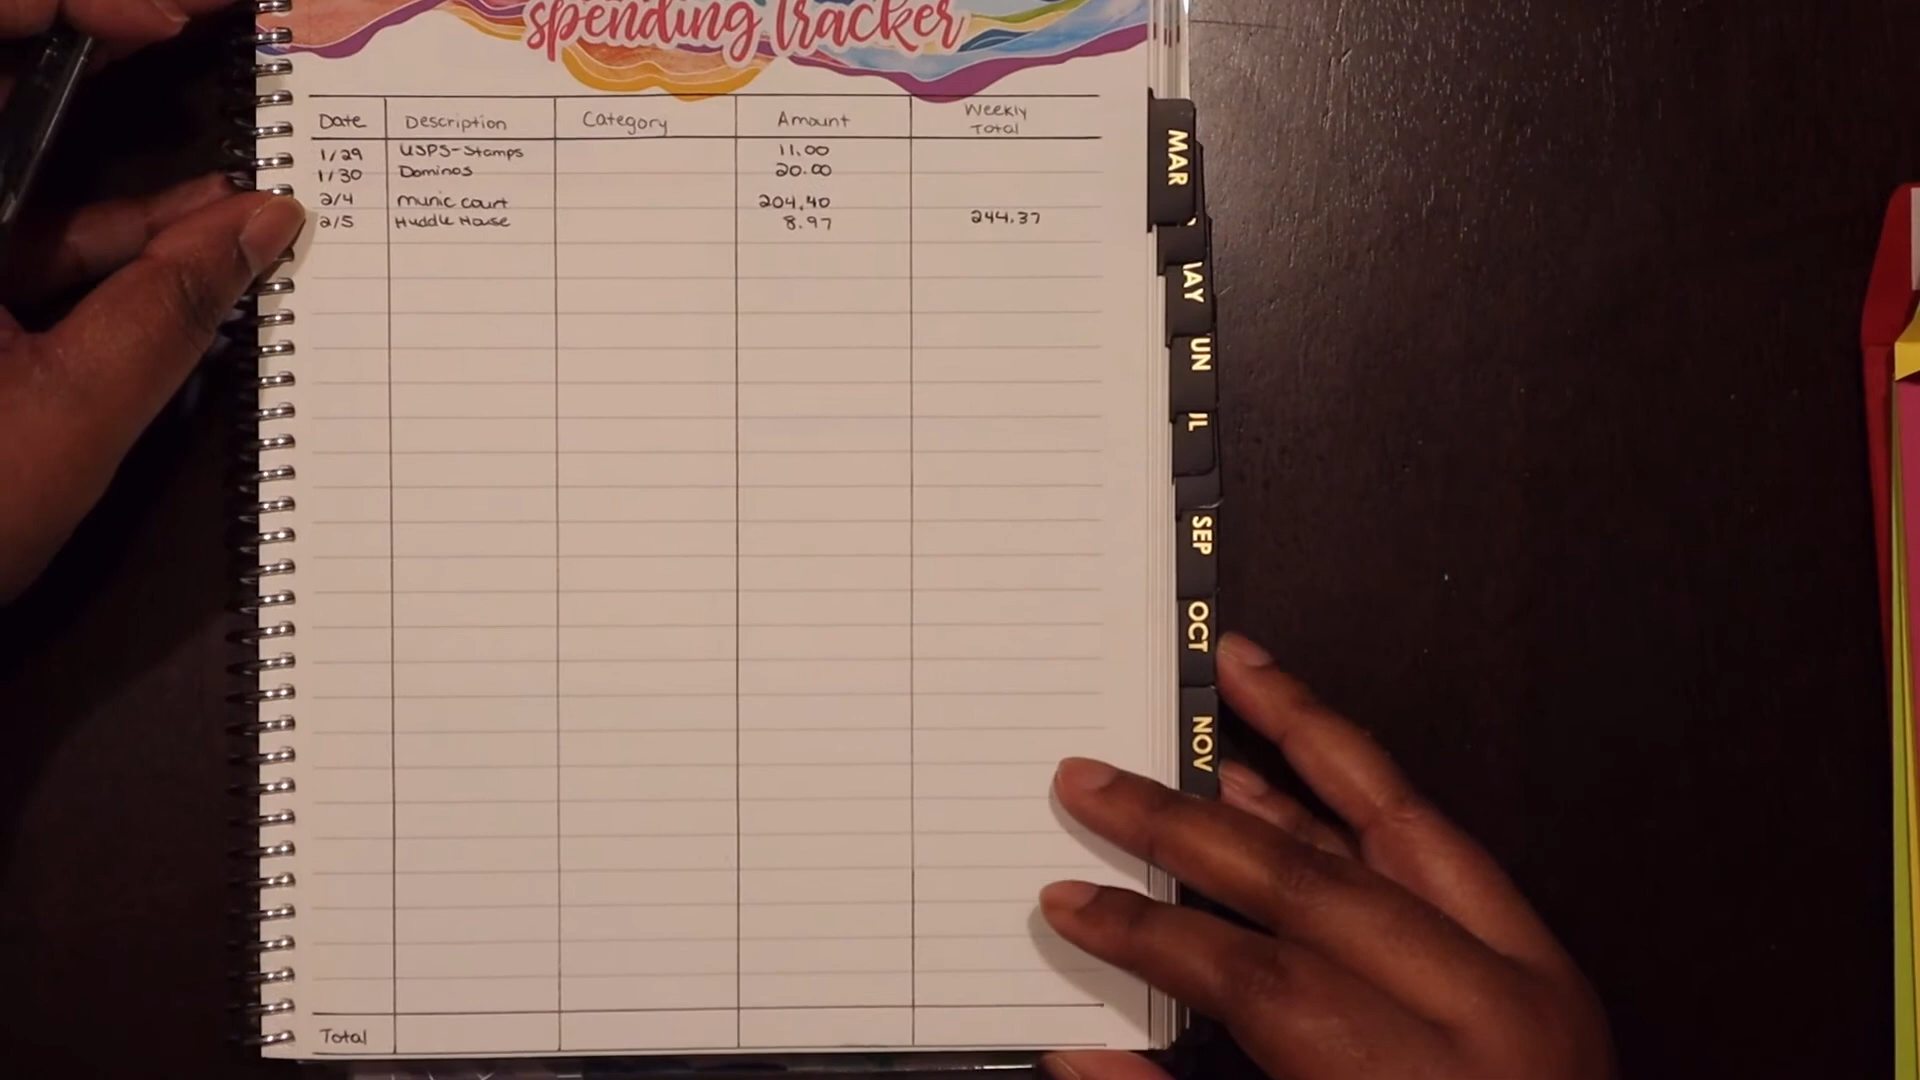 spending tracker
Date Description Category Amount Weekly Total
1/29 USPS-Stamps 11.00
1/30 Dominos 20.00
2/4 munic court 204.40
2/5 Huddle House 8.97 244.37
Total
MAR
AY
UN
UL
SEP
OCT
NOV